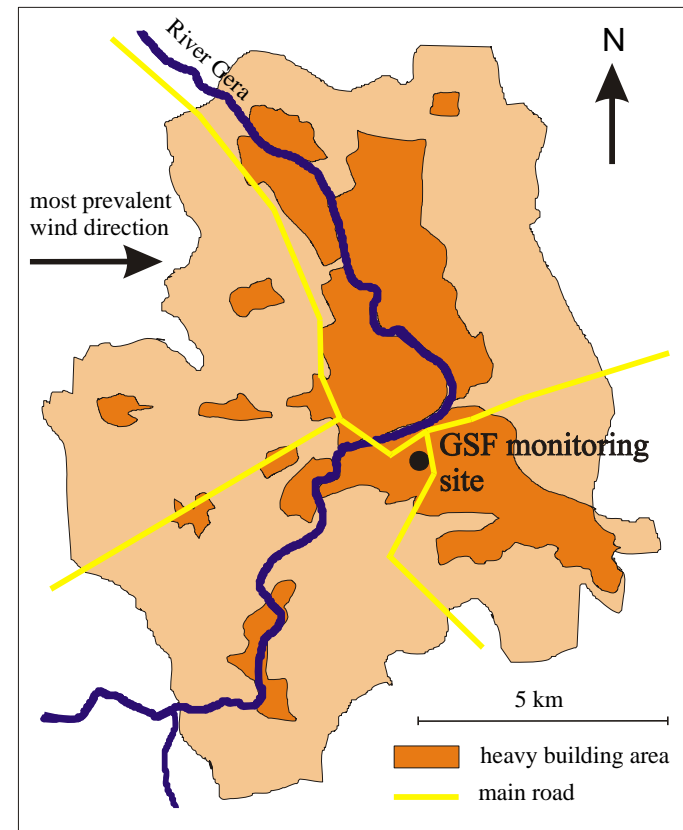 River Gera
N
most prevalent
wind direction
GSF monitoring
site
5 km
heavy building area
main road